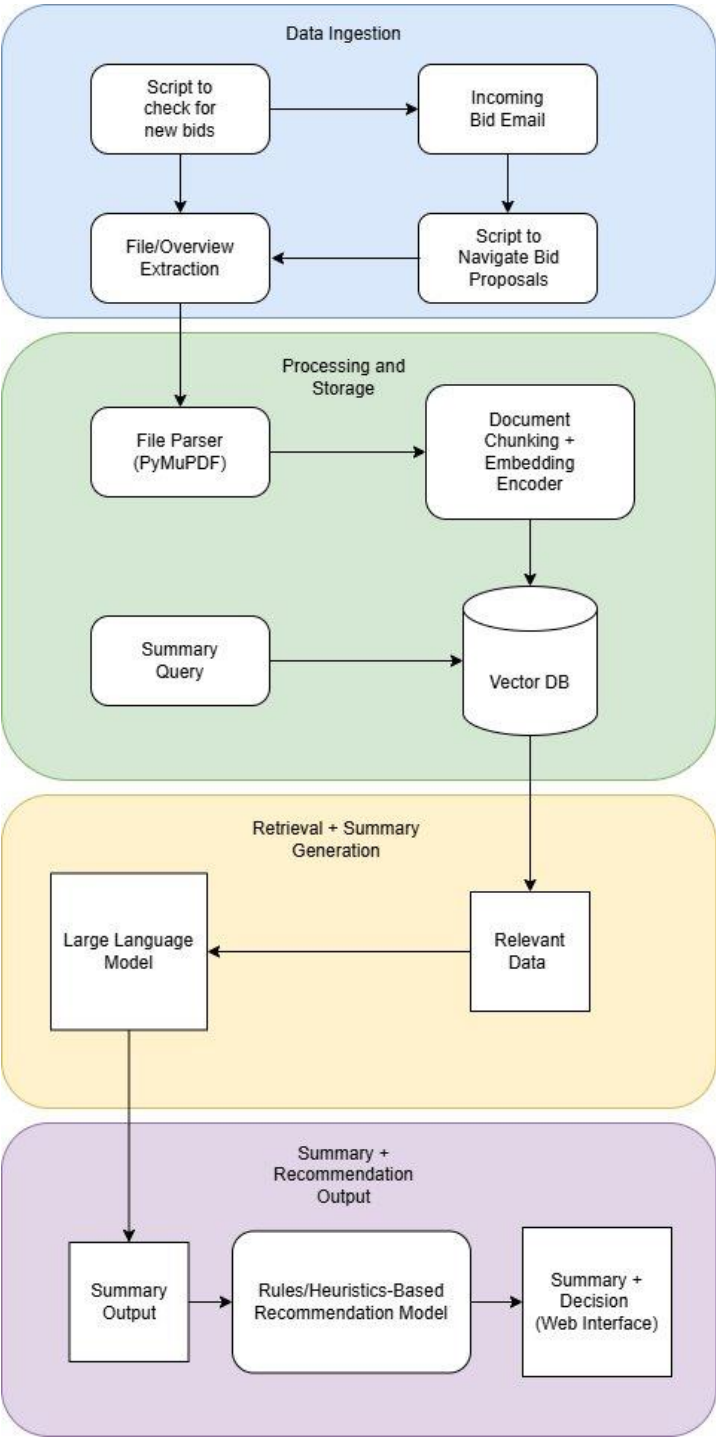 Data Ingestion
Script to
check for
new bids
Incoming
Bid Email
File/Overview
Extraction
Script to
Navigate Bid
Proposals
Processing and
Storage
File Parser
(PyMuPDF)
Document
Chunking +
Embedding
Encoder
Summary
Query
Vector DB
Retrieval + Summary
Generation
Large Language
Model
Relevant
Data
Summary +
Recommendation
Output
Summary
Output
Rules/Heuristics-Based
Recommendation Model
Summary +
Decision
(Web Interface)